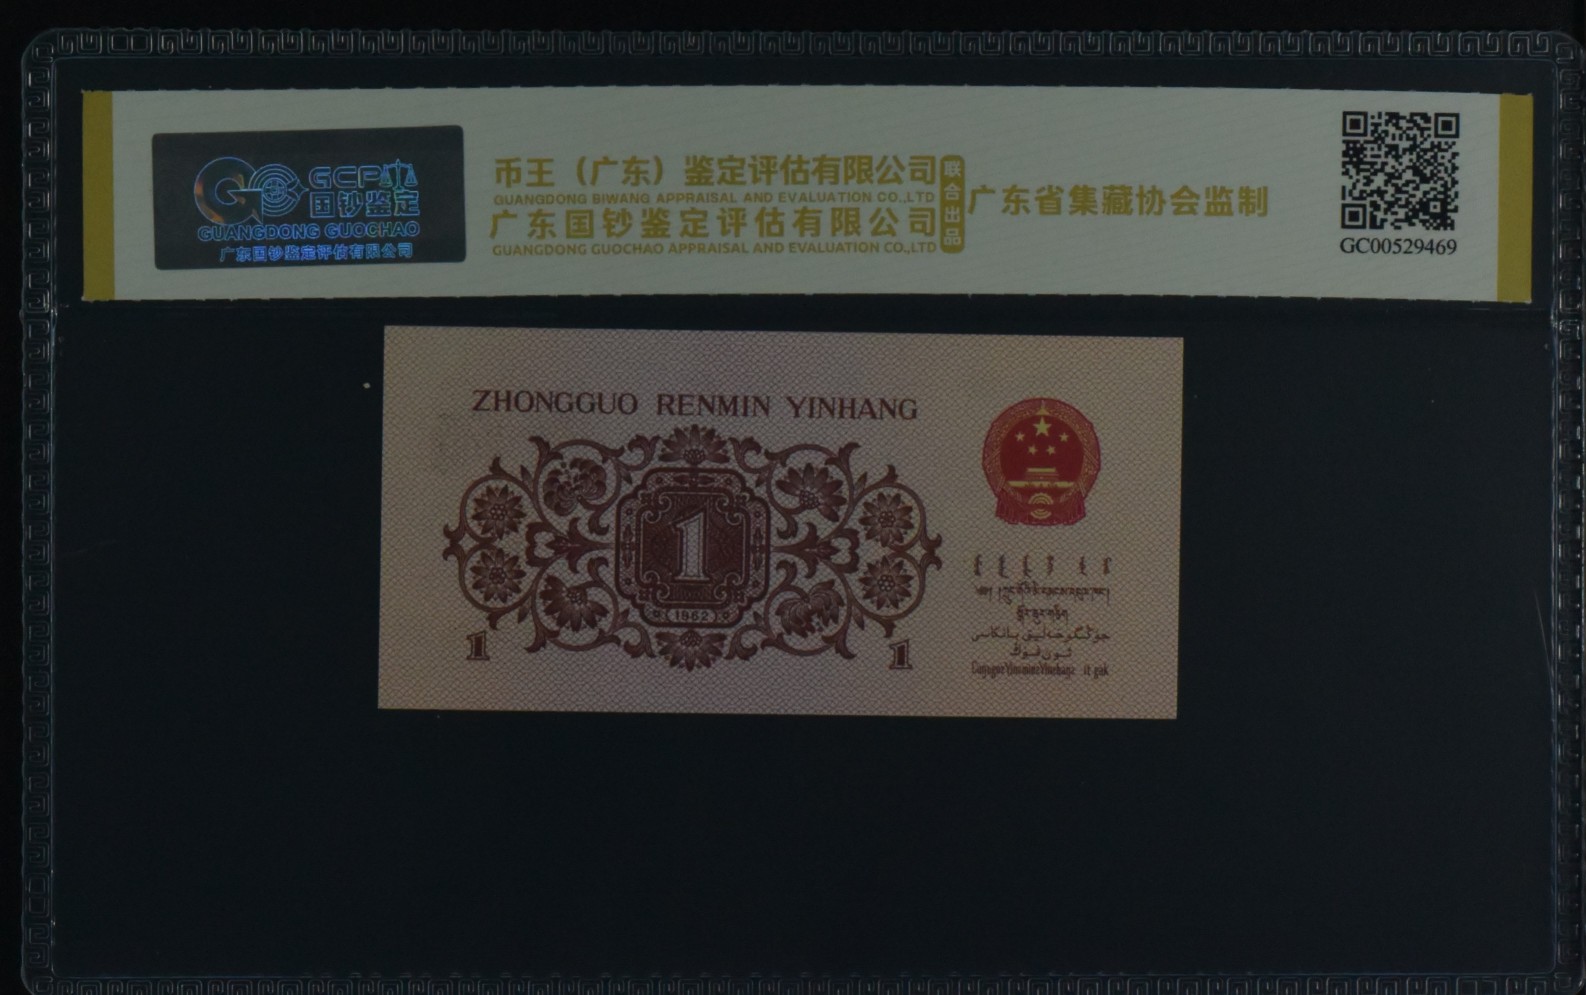 GCP
国钞鉴定
GUANGDONG GUOCHAO
广东国钞鉴定评估有限公司
币王（广东）鉴定评估有限公司
GUANGDONG BIWANG APPRAISAL AND EVALUATION CO.,LTD
广东国钞鉴定评估有限公司
GUANGDONG GUOCHAO APPRAISAL AND EVALUATION CO.,LTD
联合出品
广东省集藏协会监制
GC00529469
ZHONGGUO RENMIN YINHANG
1
1962
1
1